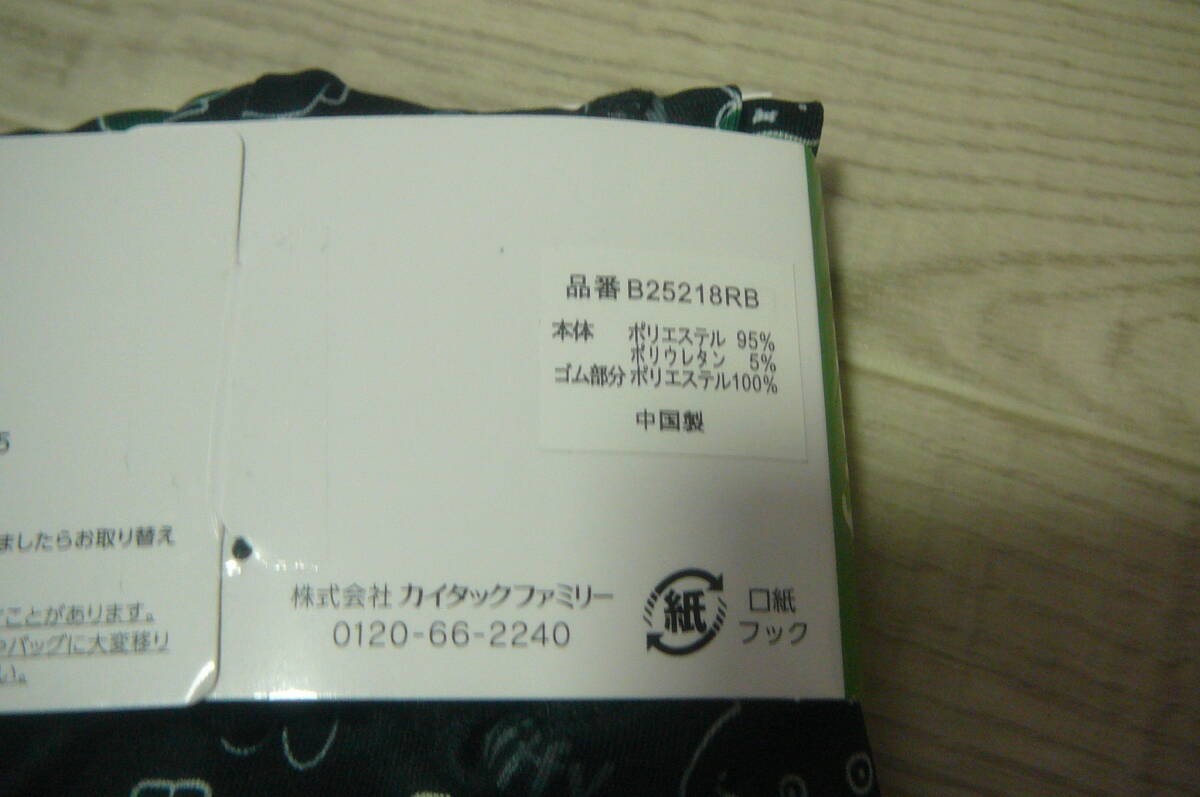 品番 B25218RB
本体 ポリエステル 95%
ポリウレタン 5%
ゴム部分 ポリエステル100%
中国製
5
ましたらお取り替え
ことがあります。
バッグに大変移り
い。
株式会社 カイタックファミリー
0120-66-2240
紙
口紙
フック